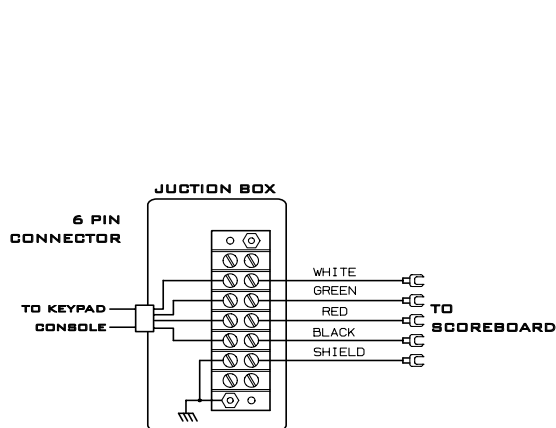 JUCTION BOX
6 PIN
CONNECTOR
WHITE
GREEN
TO KEYPAD
RED
TO
CONSOLE
SCOREBOARD
BLACK
SHIELD